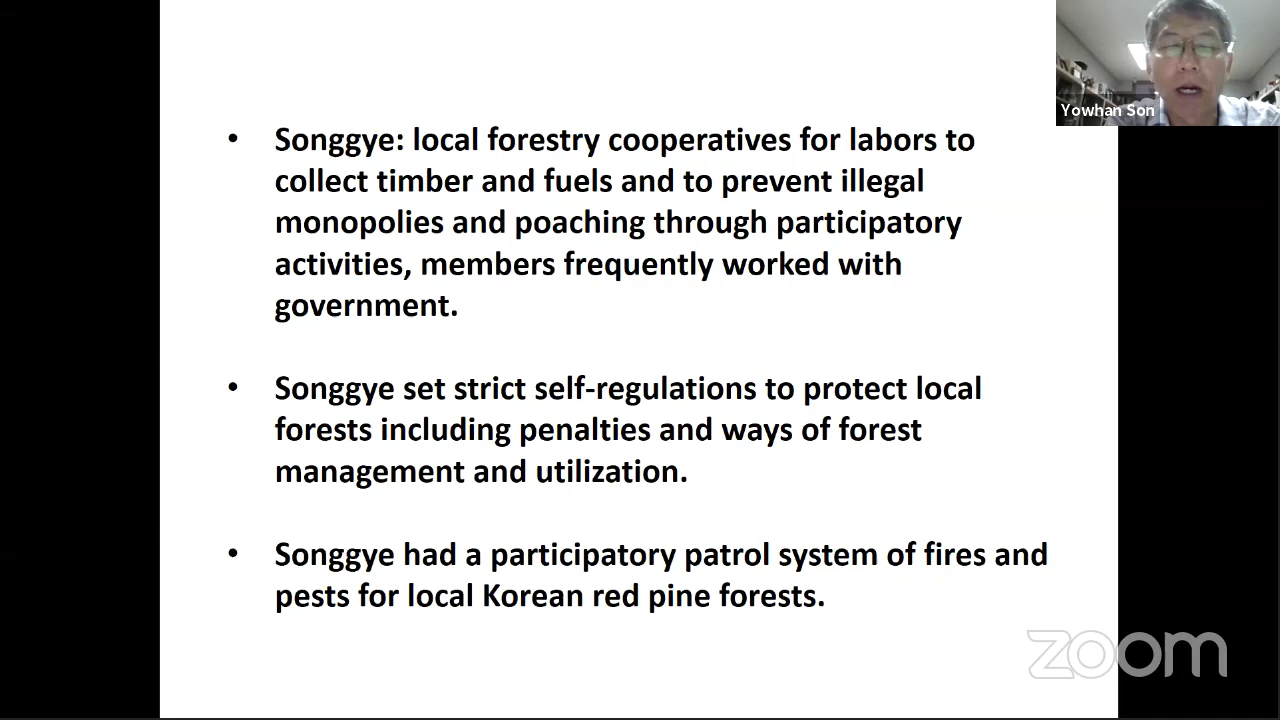 Yowhan Son
• Songgye: local forestry cooperatives for labors to
collect timber and fuels and to prevent illegal
monopolies and poaching through participatory
activities, members frequently worked with
government.
• Songgye set strict self-regulations to protect local
forests including penalties and ways of forest
management and utilization.
• Songgye had a participatory patrol system of fires and
pests for local Korean red pine forests.
zoom